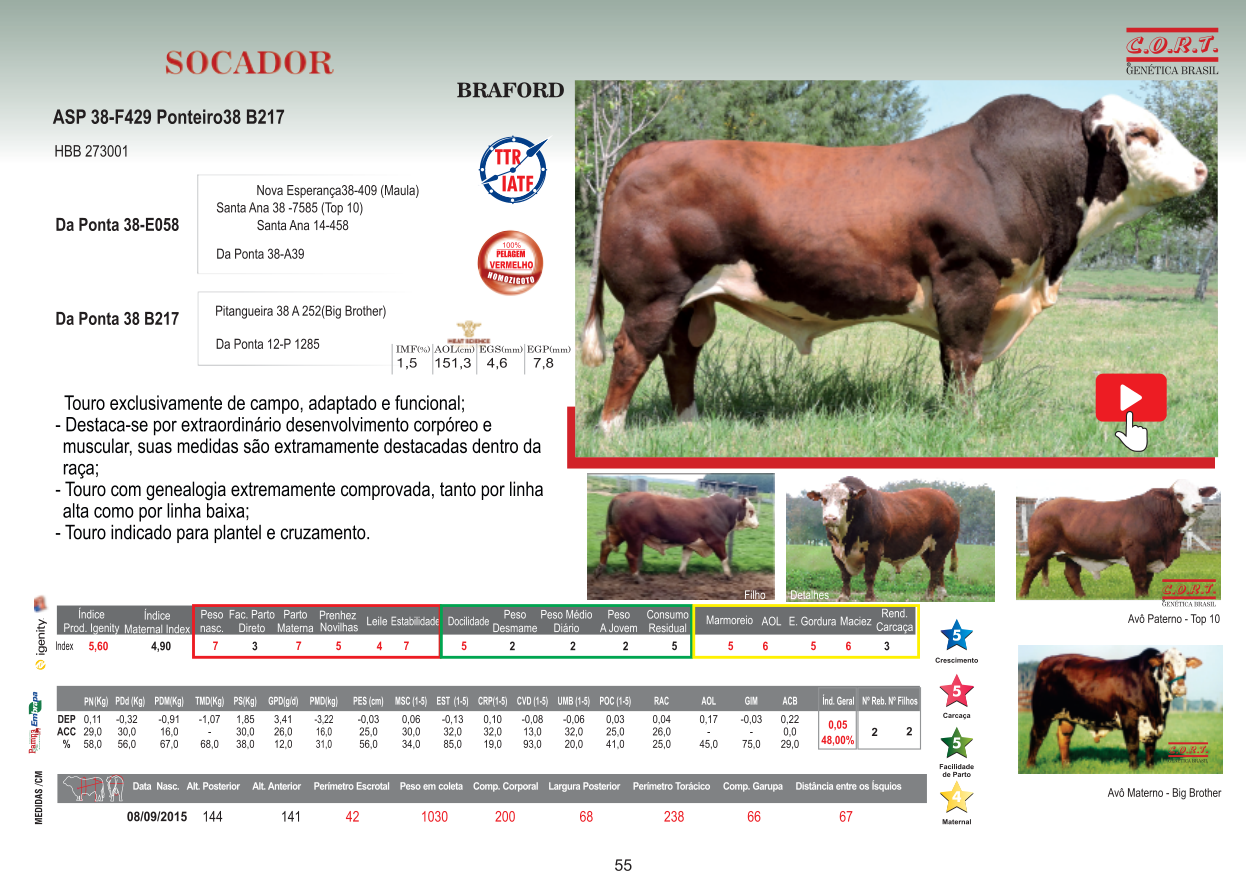 SOCADOR
C.O.R.T.
GENÉTICA BRASIL
BRAFORD
ASP 38-F429 Ponteiro38 B217
HBB 273001
TTR
IATF
Nova Esperança38-409 (Maula)
Santa Ana 38 -7585 (Top 10)
Santa Ana 14-458
Da Ponta 38-E058
Da Ponta 38-A39
100%
PELAGEM
VERMELHO
HOMOZIGOTO
Pitangueira 38 A 252(Big Brother)
Da Ponta 38 B217
Da Ponta 12-P 1285
MEAT SCIENCE
IMF(%) AOL(cm) EGS(mm) EGP(mm)
1,5 151,3 4,6 7,8
Touro exclusivamente de campo, adaptado e funcional;
- Destaca-se por extraordinário desenvolvimento corpóreo e
muscular, suas medidas são extramamente destacadas dentro da
raça;
- Touro com genealogia extremamente comprovada, tanto por linha
alta como por linha baixa;
- Touro indicado para plantel e cruzamento.
Filho
Detalhes
C.O.R.T.
GENÉTICA BRASIL
Avô Paterno - Top 10
C.O.R.T.
GENÉTICA BRASIL
Avô Materno - Big Brother
igenity
Índice Prod. Igenity Índice Maternal Index Peso nasc. Fac. Parto Direto Parto Materna Prenhez Novilhas Leile Estabilidade Docilidade Peso Desmame Peso Médio Diário Peso A Jovem Consumo Residual Marmoreio AOL E. Gordura Maciez Rend. Carcaça
Index 5,60 4,90 7 3 7 5 4 7 5 2 2 2 5 5 6 5 6 3
5
Crescimento
5
Carcaça
5
Facilidade
de Parto
4
Maternal
Pampa Embrapa
PN(Kg) PDd (Kg) PDM(Kg) TMD(Kg) PS(Kg) GPD(g/d) PMD(kg) PES (cm) MSC (1-5) EST (1-5) CRP(1-5) CVD (1-5) UMB (1-5) POC (1-5) RAC AOL GIM ACB Índ. Geral Nº Reb. Nº Filhos
DEP 0,11 -0,32 -0,91 -1,07 1,85 3,41 -3,22 -0,03 0,06 -0,13 0,10 -0,08 -0,06 0,03 0,04 0,17 -0,03 0,22 0,05
ACC 29,0 30,0 16,0 - 30,0 26,0 16,0 25,0 30,0 32,0 32,0 13,0 32,0 25,0 26,0 - - 0,0 2 2
% 58,0 56,0 67,0 68,0 38,0 12,0 31,0 56,0 34,0 85,0 19,0 93,0 20,0 41,0 25,0 45,0 75,0 29,0 48,00%
MEDIDAS /CM
Data Nasc. Alt. Posterior Alt. Anterior Perímetro Escrotal Peso em coleta Comp. Corporal Largura Posterior Perímetro Torácico Comp. Garupa Distância entre os Ísquios
08/09/2015 144 141 42 1030 200 68 238 66 67
55